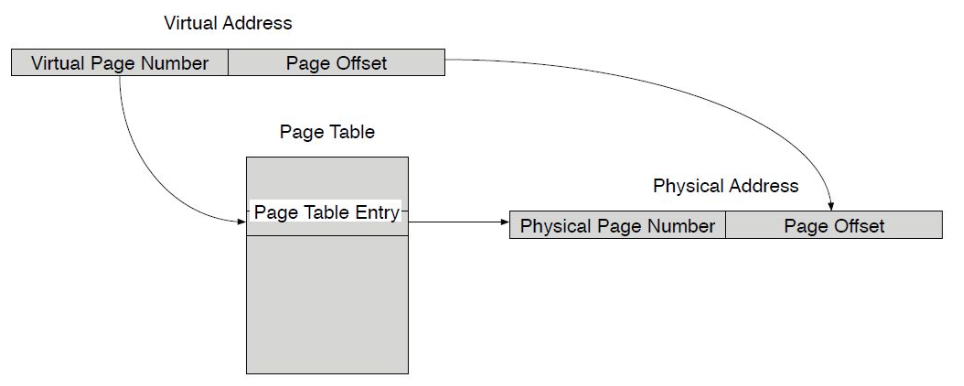 Virtual Address
Virtual Page Number Page Offset
Page Table
Physical Address
Page Table Entry
Physical Page Number Page Offset